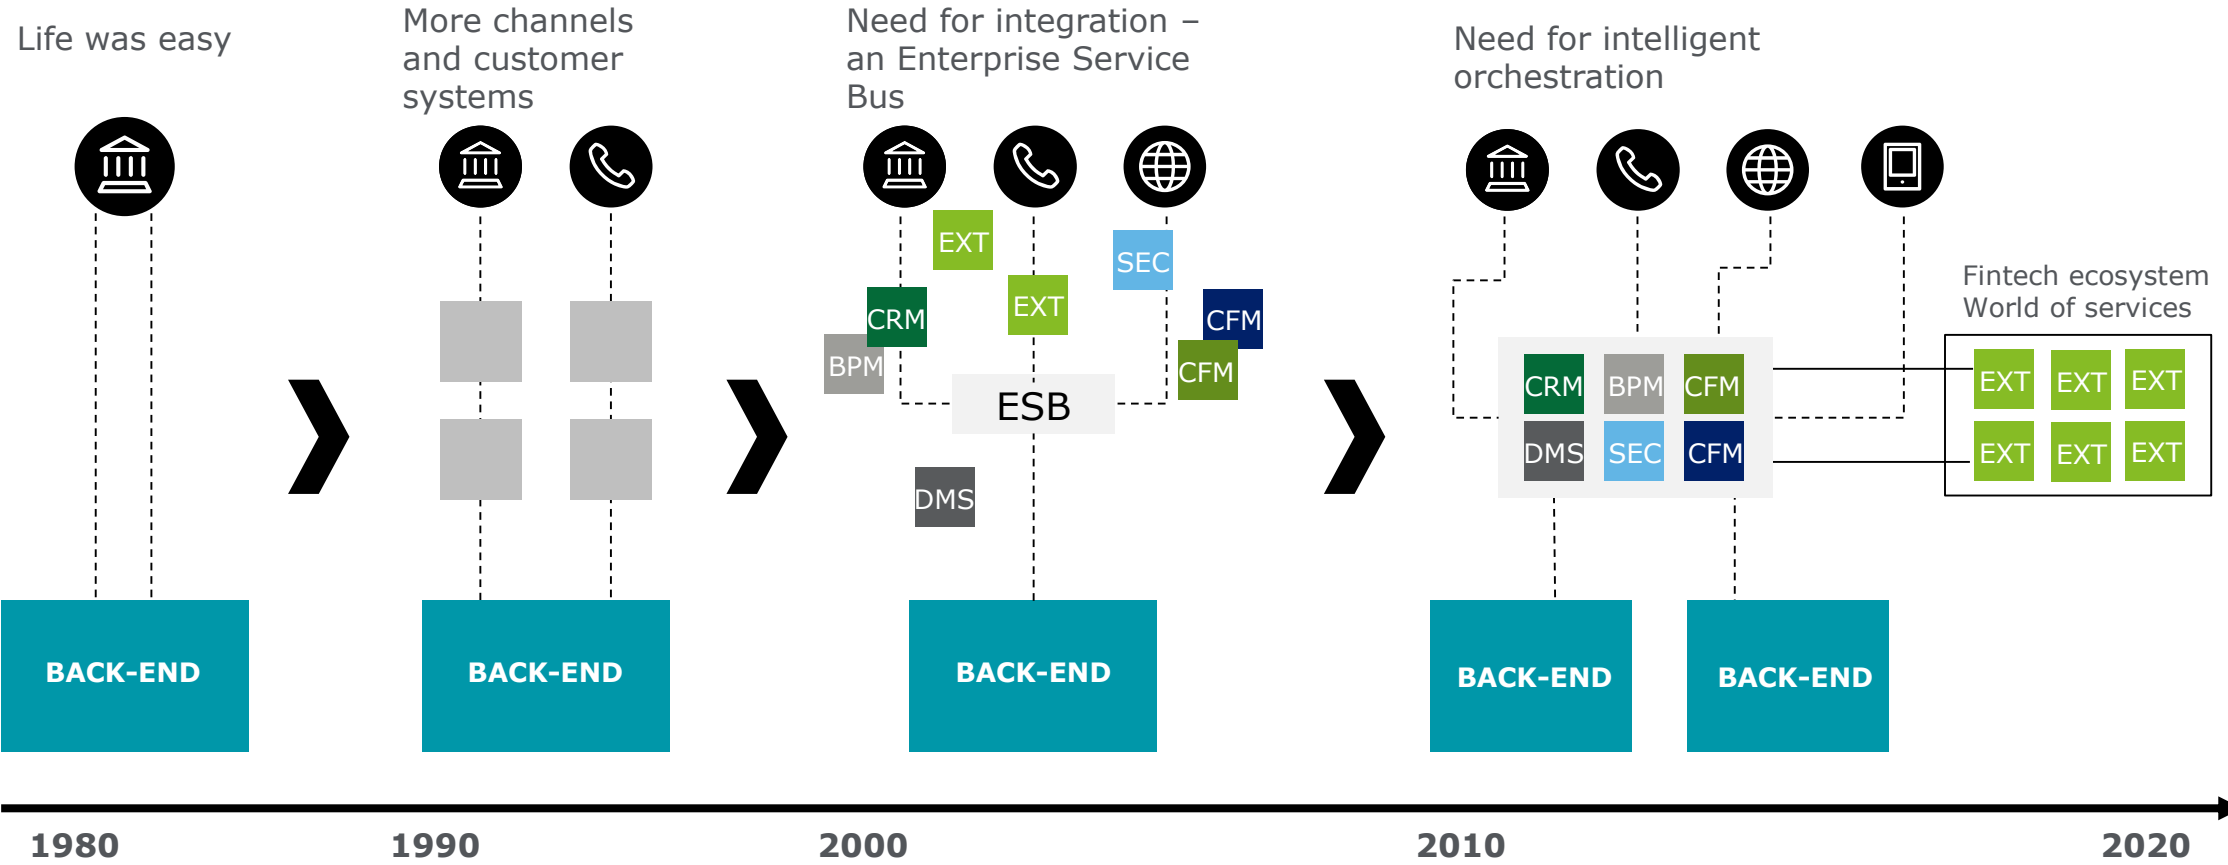 Life was easy
More channels
and customer
systems
Need for integration –
an Enterprise Service
Bus
Need for intelligent
orchestration
EXT
SEC
EXT
CRM
CFM
BPM
CFM
ESB
DMS
Fintech ecosystem
World of services
CRM
BPM
CFM
DMS
SEC
CFM
EXT
EXT
EXT
EXT
EXT
EXT
BACK-END
BACK-END
BACK-END
BACK-END
BACK-END
1980
1990
2000
2010
2020